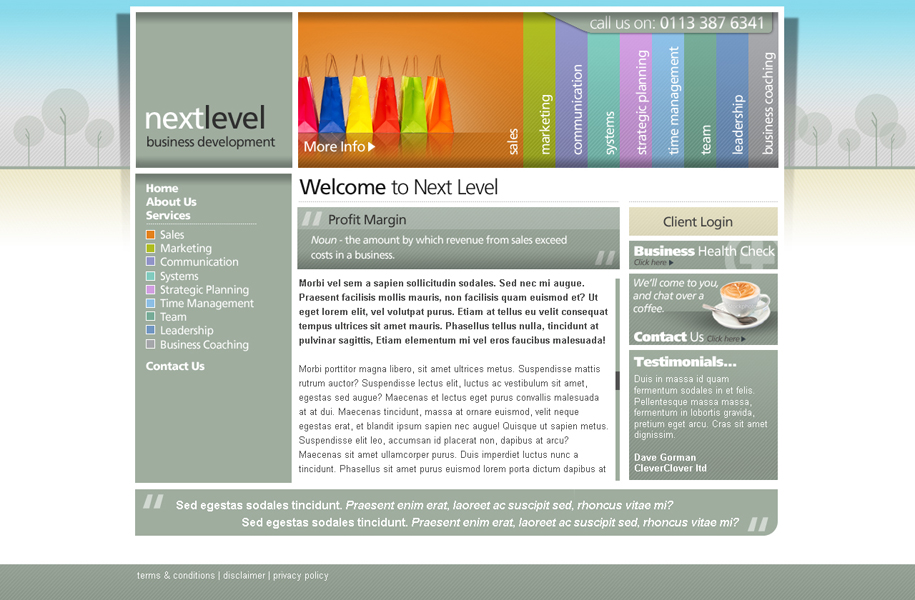 call us on: 0113 387 6341
nextlevel
business development
More Info
sales
marketing
communication
systems
strategic planning
time management
team
leadership
business coaching
Home
About Us
Services
Sales
Marketing
Communication
Systems
Strategic Planning
Time Management
Team
Leadership
Business Coaching
Contact Us
Welcome to Next Level
Profit Margin
Noun - the amount by which revenue from sales exceed
costs in a business.
Morbi vel sem a sapien sollicitudin sodales. Sed nec mi augue.
Praesent facilisis mollis mauris, non facilisis quam euismod et? Ut
eget lorem elit, vel volutpat purus. Etiam at tellus eu velit consequat
tempus ultrices sit amet mauris. Phasellus tellus nulla, tincidunt at
pulvinar sagittis, Etiam elementum mi vel eros faucibus malesuada!
Morbi porttitor magna libero, sit amet ultrices metus. Suspendisse mattis
rutrum auctor? Suspendisse lectus elit, luctus ac vestibulum sit amet,
egestas sed augue? Maecenas et lectus eget purus convallis malesuada
at at dui. Maecenas tincidunt, massa at ornare euismod, velit neque
egestas erat, et blandit ipsum sapien nec augue! Quisque ut sapien metus.
Suspendisse elit leo, accumsan id placerat non, dapibus at arcu?
Maecenas sit amet ullamcorper purus. Duis imperdiet luctus nunc a
tincidunt. Phasellus sit amet purus euismod lorem porta dictum dapibus at
Client Login
Business Health Check
Click here
We'll come to you,
and chat over a
coffee.
Contact Us Click here
Testimonials...
Duis in massa id quam
fermentum sodales in et felis.
Pellentesque massa massa,
fermentum in lobortis gravida,
pretium eget arcu. Cras sit amet
dignissim.
Dave Gorman
CleverClover ltd
Sed egestas sodales tincidunt. Praesent enim erat, laoreet ac suscipit sed, rhoncus vitae mi?
Sed egestas sodales tincidunt. Praesent enim erat, laoreet ac suscipit sed, rhoncus vitae mi?
terms & conditions | disclaimer | privacy policy